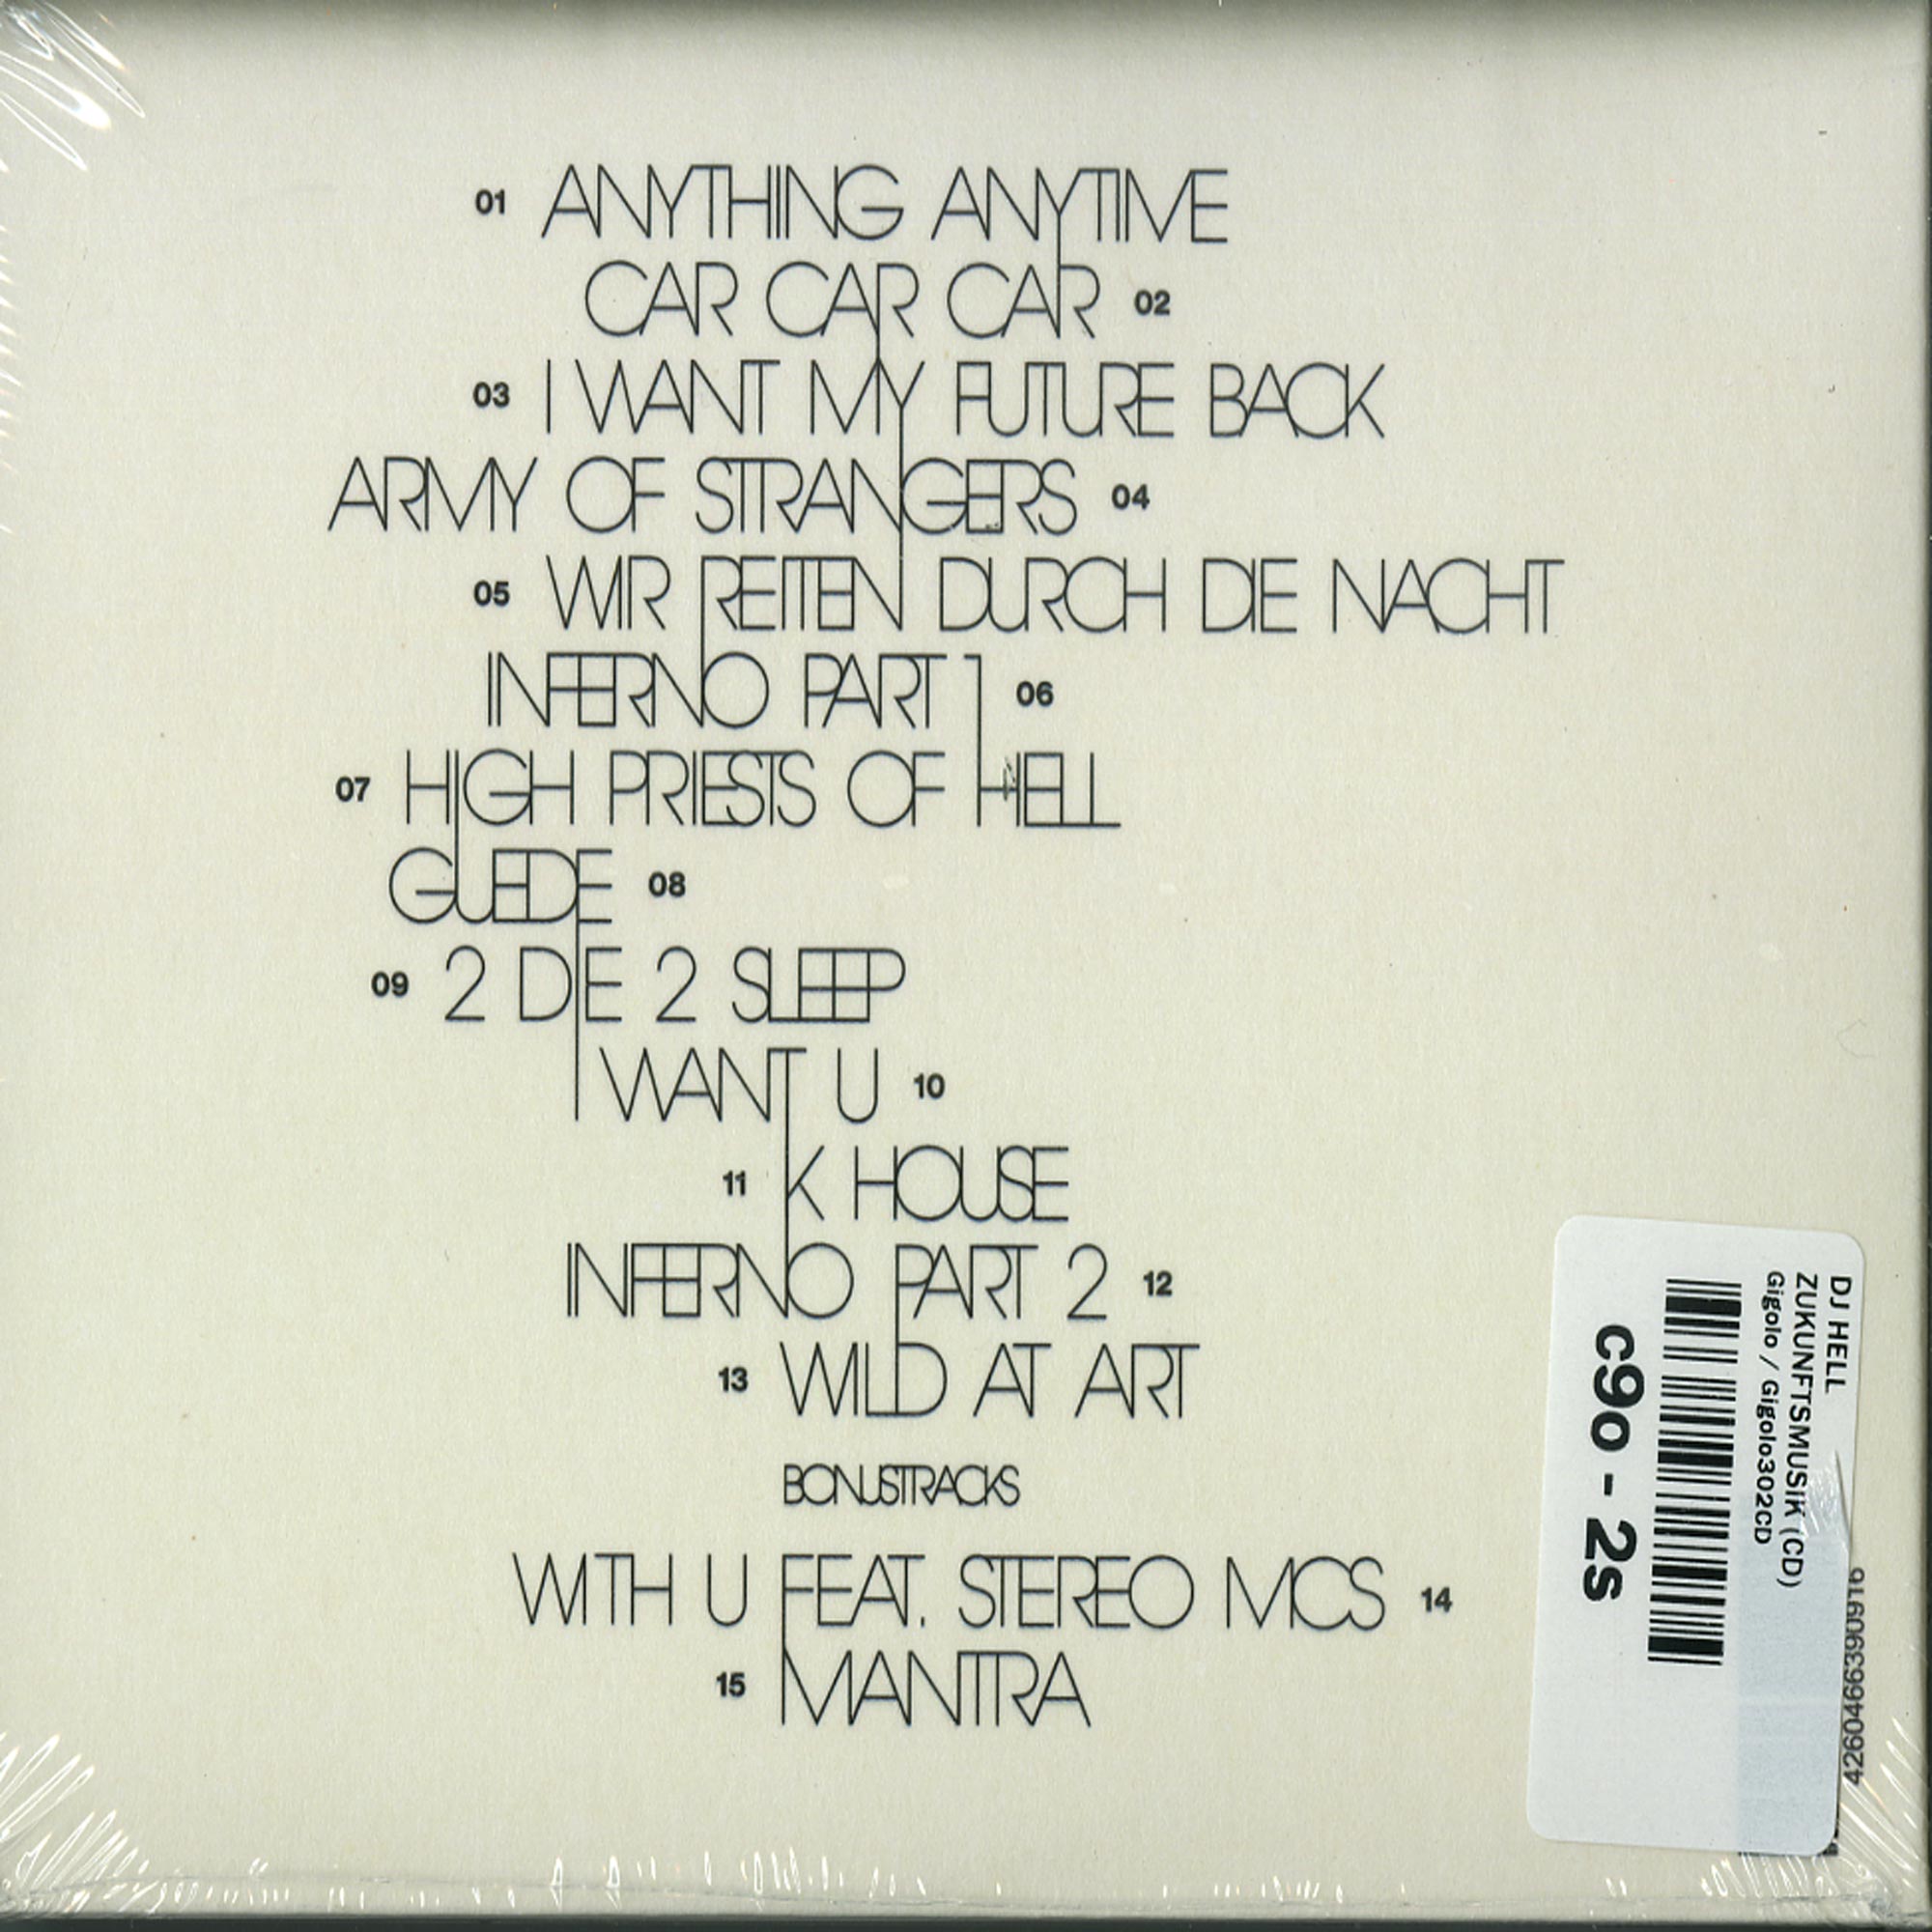 01 ANYTHING ANYTIME
CAR CAR CAR 02
03 I WANT MY FUTURE BACK
ARMY OF STRANGERS 04
05 WIR REITEN DURCH DIE NACHT
INFERNO PART 1 06
07 HIGH PRIESTS OF HELL
GUEDE 08
09 2 DIE 2 SLEEP
I WANT U 10
11 K HOUSE
INFERNO PART 2 12
13 WILD AT ART
BONUSTRACKS
WITH U FEAT. STEREO MCS 14
15 MANTRA
DJ HELL
ZUKUNFTSMUSIK (CD)
Gigolo / Gigolo302CD
c9o - 2s
4260466390916